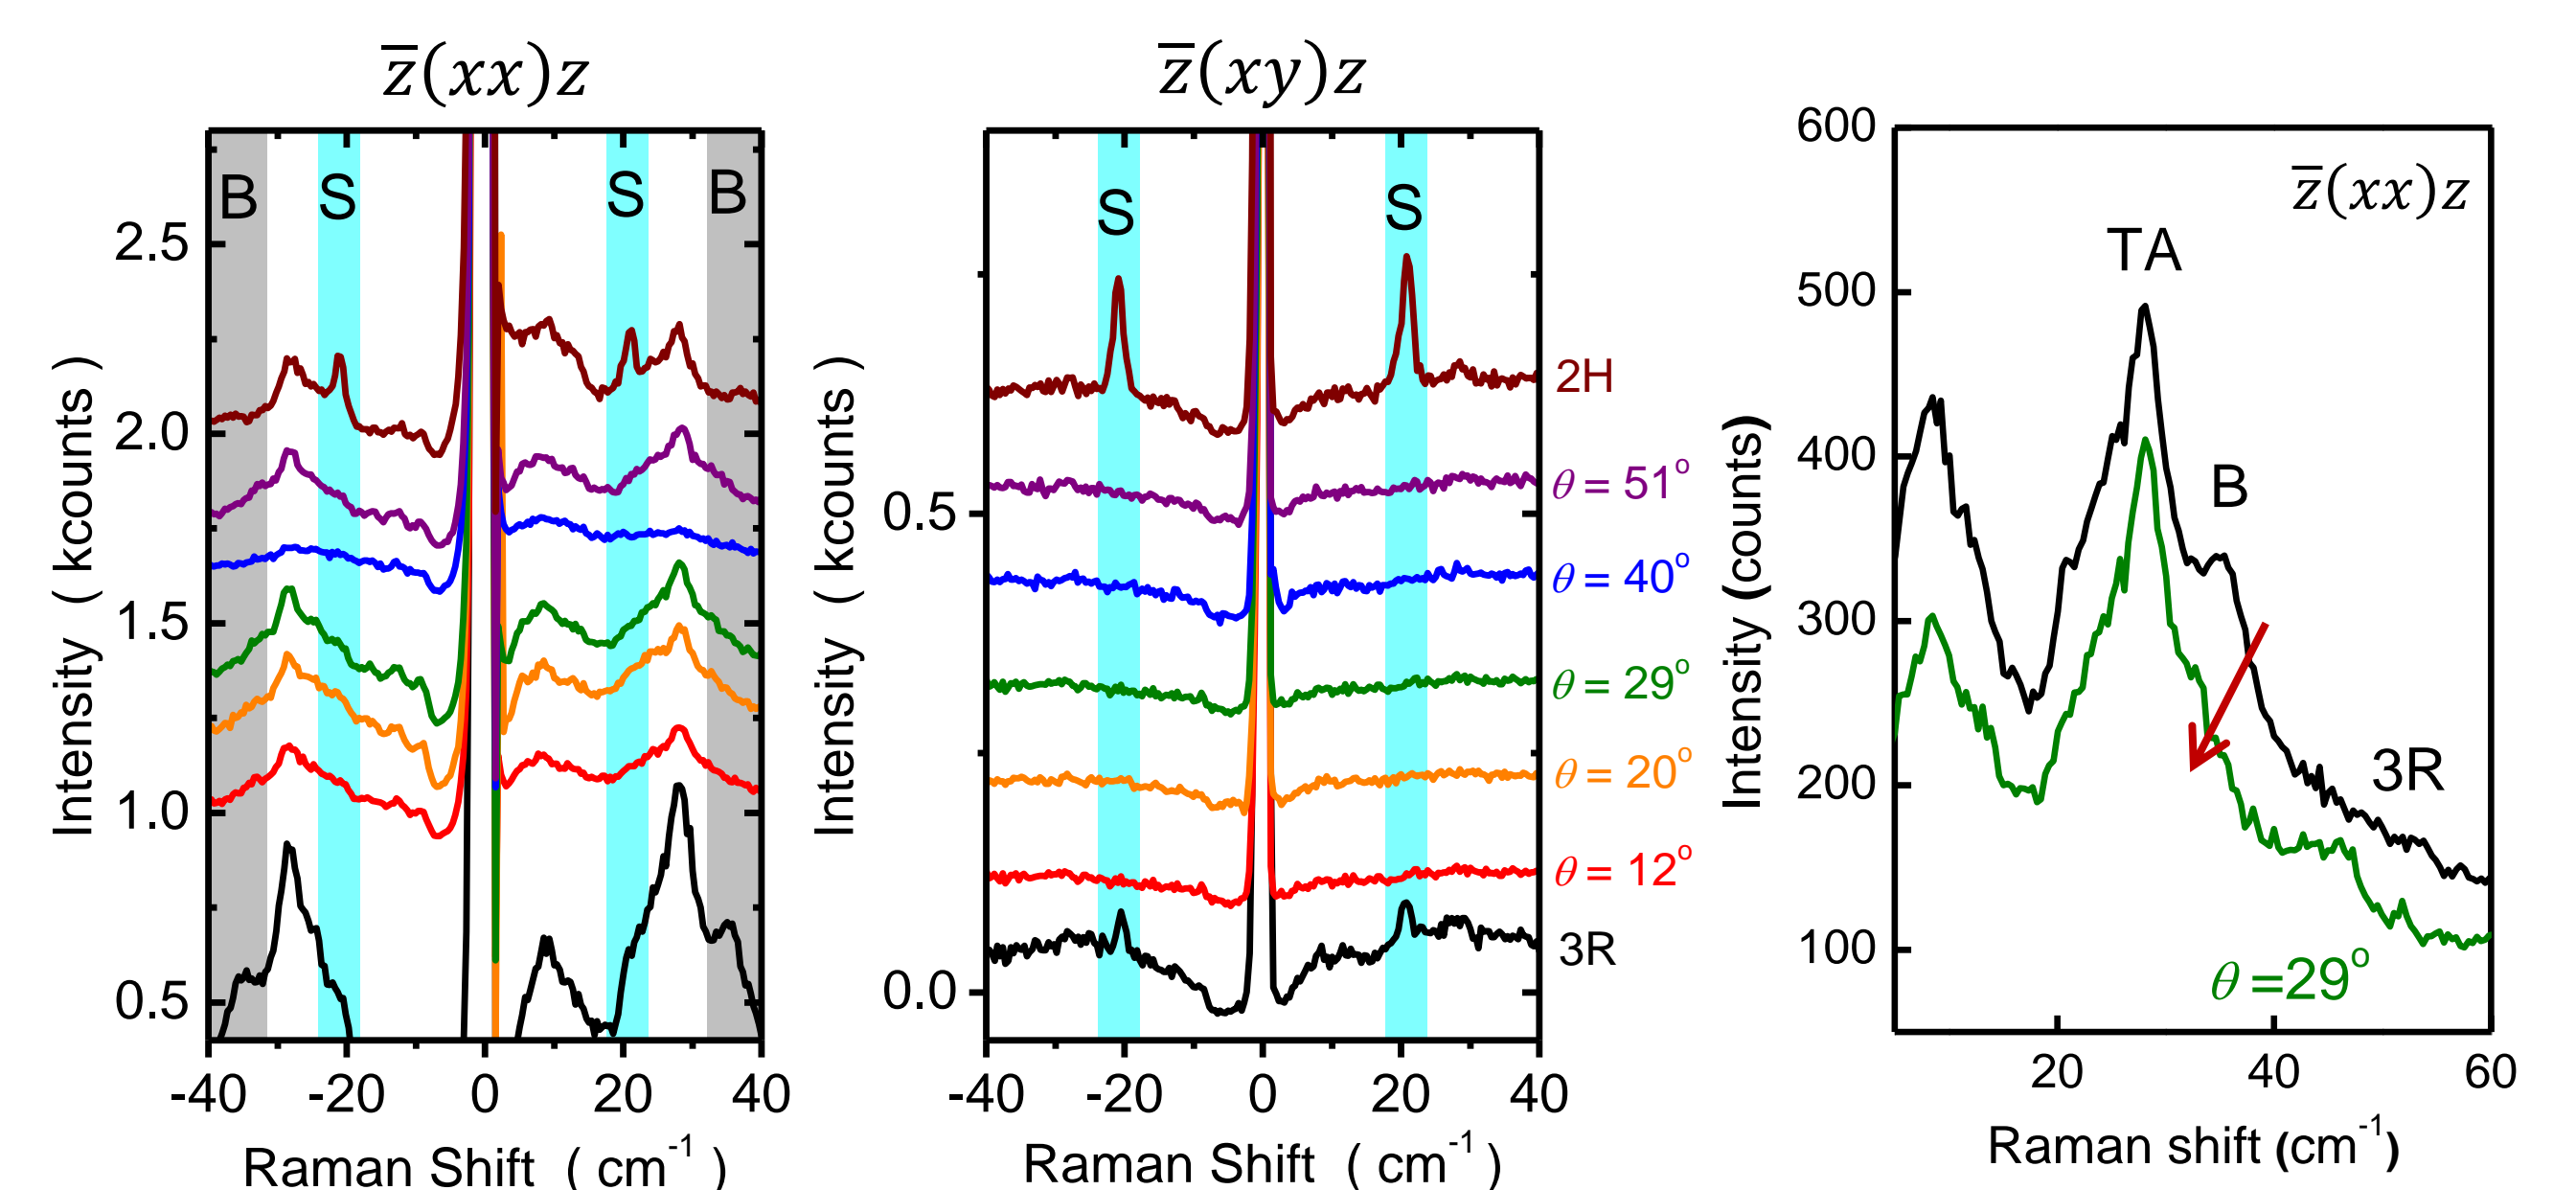 z̅(xx)z
B
S
S
B
2.5
2.0
1.5
1.0
0.5
-40
-20
0
20
40
Intensity ( kcounts )
Raman Shift ( cm⁻¹ )
z̅(xy)z
S
S
0.5
0.0
-40
-20
0
20
40
Intensity ( kcounts )
Raman Shift ( cm⁻¹ )
2H
θ = 51°
θ = 40°
θ = 29°
θ = 20°
θ = 12°
3R
z̅(xx)z
TA
B
3R
θ =29°
600
500
400
300
200
100
20
40
60
Intensity (counts)
Raman shift (cm⁻¹)